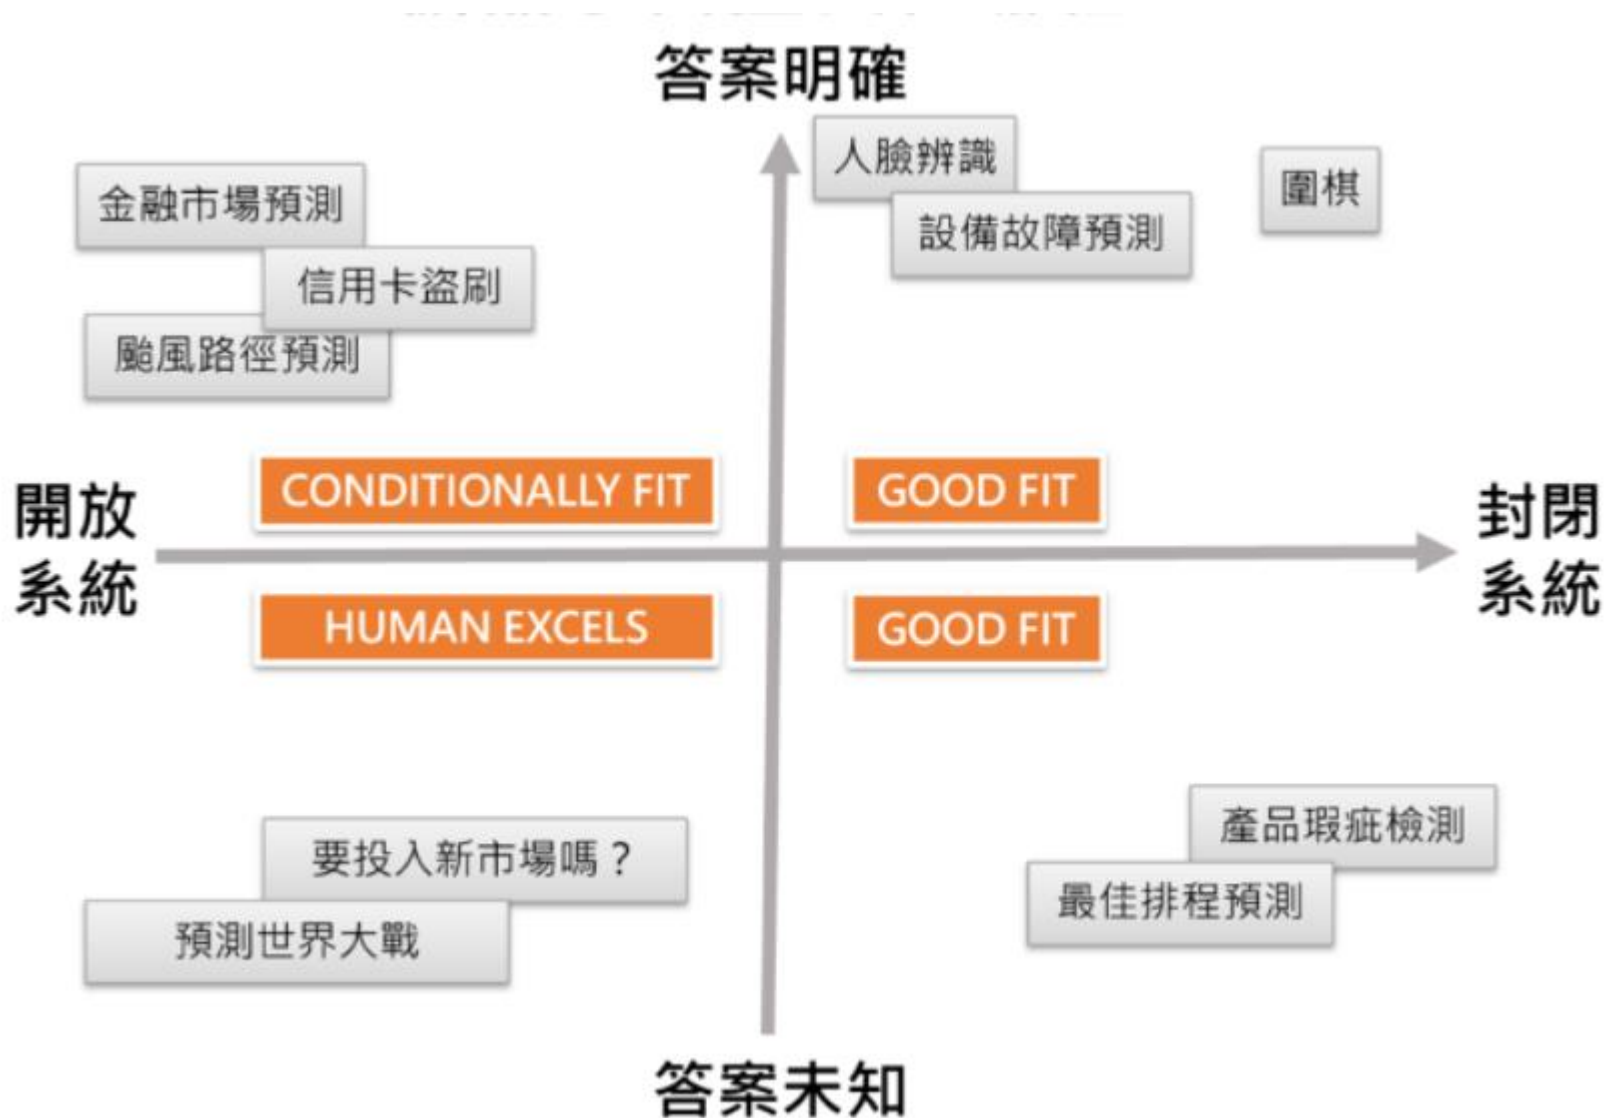 答案明確
人臉辨識
圍棋
金融市場預測
設備故障預測
信用卡盜刷
颱風路徑預測
CONDITIONALLY FIT
GOOD FIT
開放
系統
封閉
系統
HUMAN EXCELS
GOOD FIT
產品瑕疵檢測
要投入新市場嗎？
最佳排程預測
預測世界大戰
答案未知